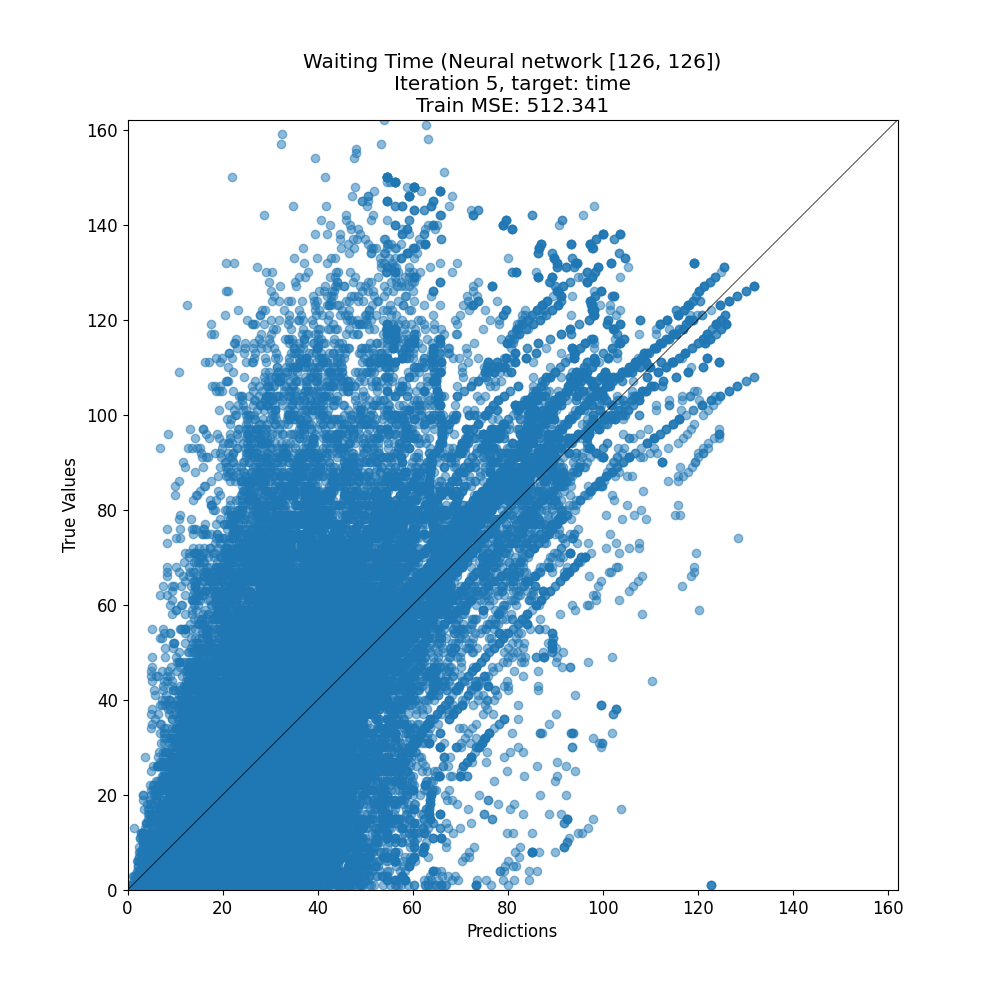 Waiting Time (Neural network [126, 126])
Iteration 5, target: time
Train MSE: 512.341
160
140
120
100
80
60
40
20
0
True Values
0 20 40 60 80 100 120 140 160
Predictions